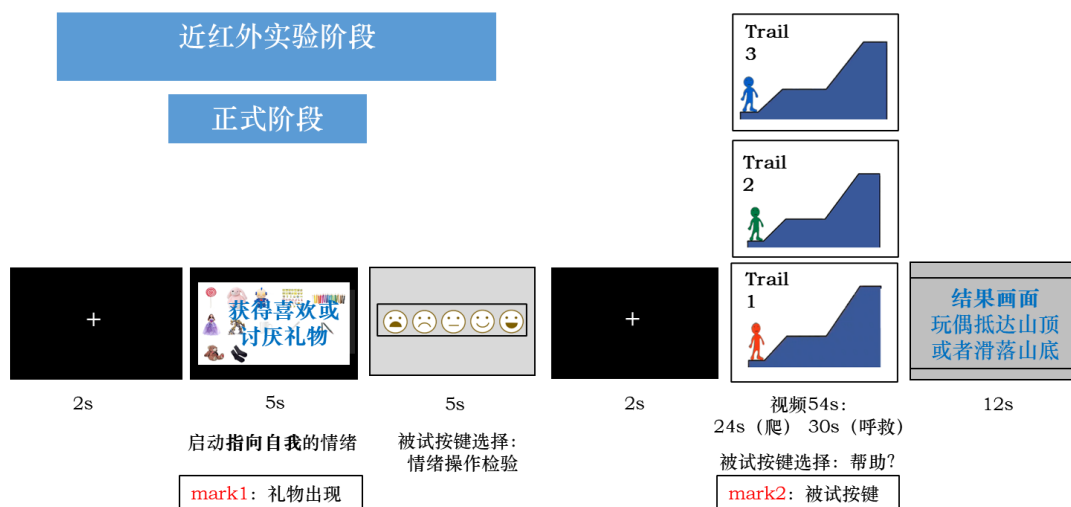 近红外实验阶段
正式阶段
Trail
3
Trail
2
Trail
1
+
获得喜欢或
讨厌礼物
+
结果画面
玩偶抵达山顶
或者滑落山底
2s
5s
5s
2s
视频54s：
24s（爬） 30s（呼救）
12s
启动指向自我的情绪
被试按键选择：
情绪操作检验
被试按键选择：帮助？
mark1：礼物出现
mark2：被试按键